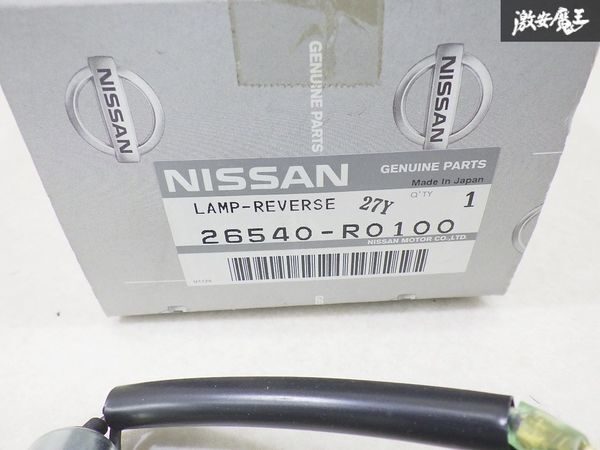 激安魔王
NISSAN
GENUINE PARTS
NISSAN
NISSAN
GENUINE PARTS
Made In Japan
LAMP-REVERSE
27Y
Q'TY
1
26540-R0100
NISSAN MOTOR CO.,LTD.